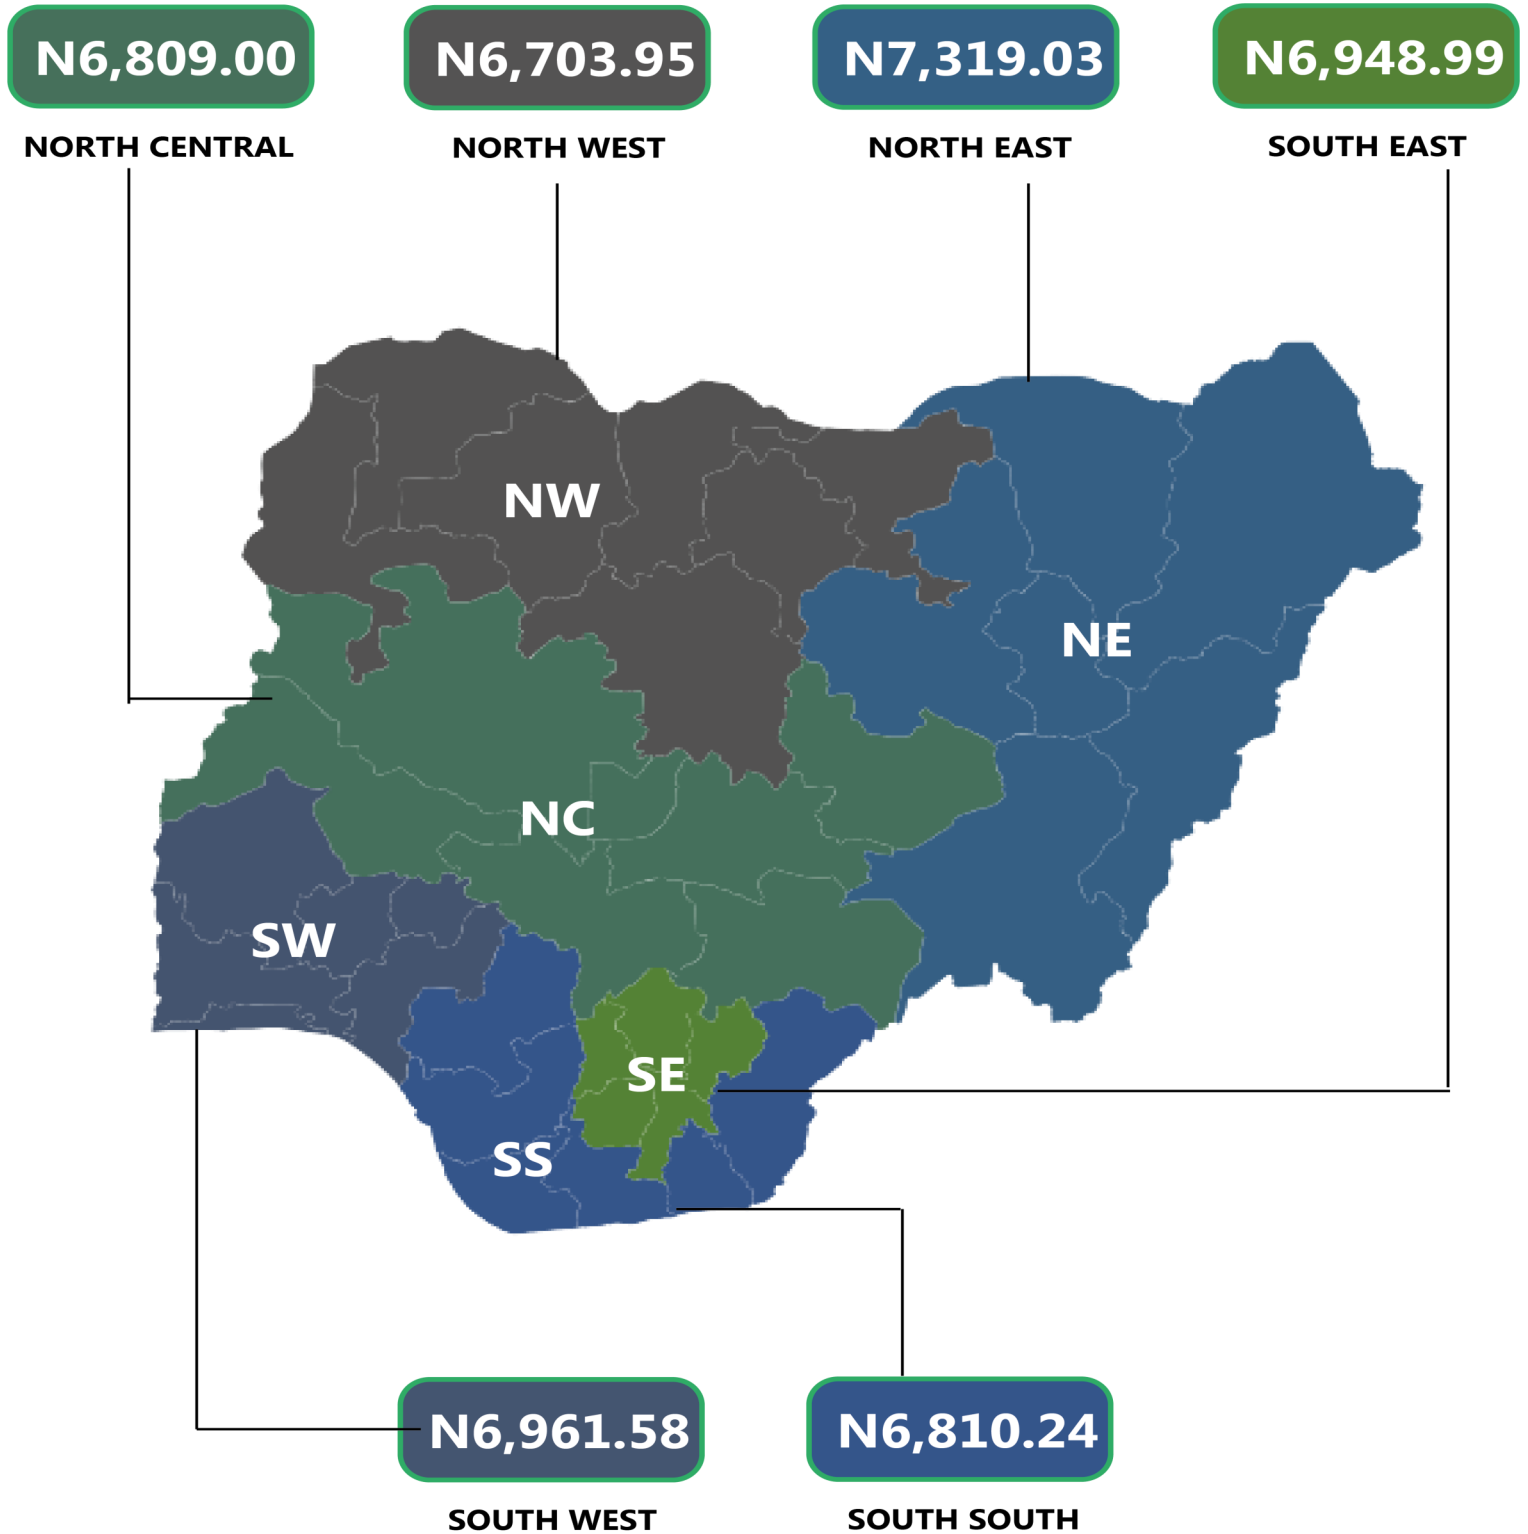 N6,809.00
NORTH CENTRAL
N6,703.95
NORTH WEST
N7,319.03
NORTH EAST
N6,948.99
SOUTH EAST
NW
NE
NC
SW
SE
SS
N6,961.58
SOUTH WEST
N6,810.24
SOUTH SOUTH